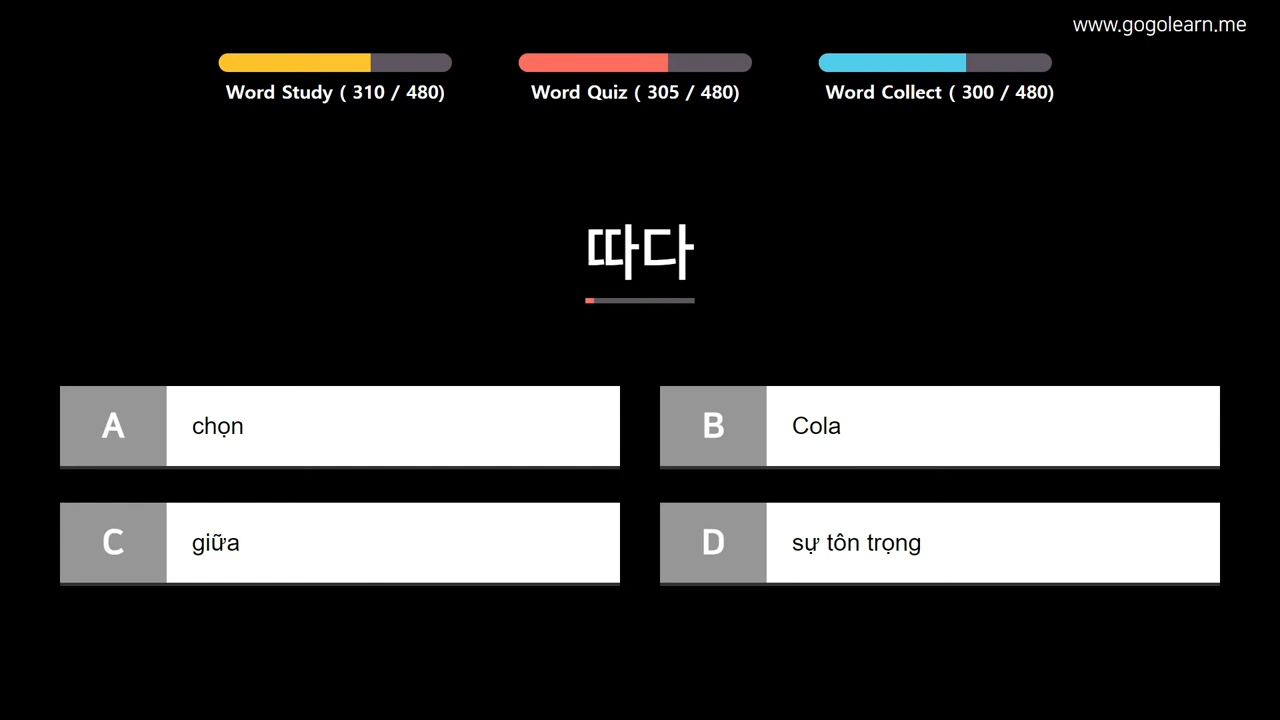 www.gogolearn.me
Word Study ( 310 / 480)
Word Quiz ( 305 / 480)
Word Collect ( 300 / 480)
따다
A chọn
B Cola
C giữa
D sự tôn trọng